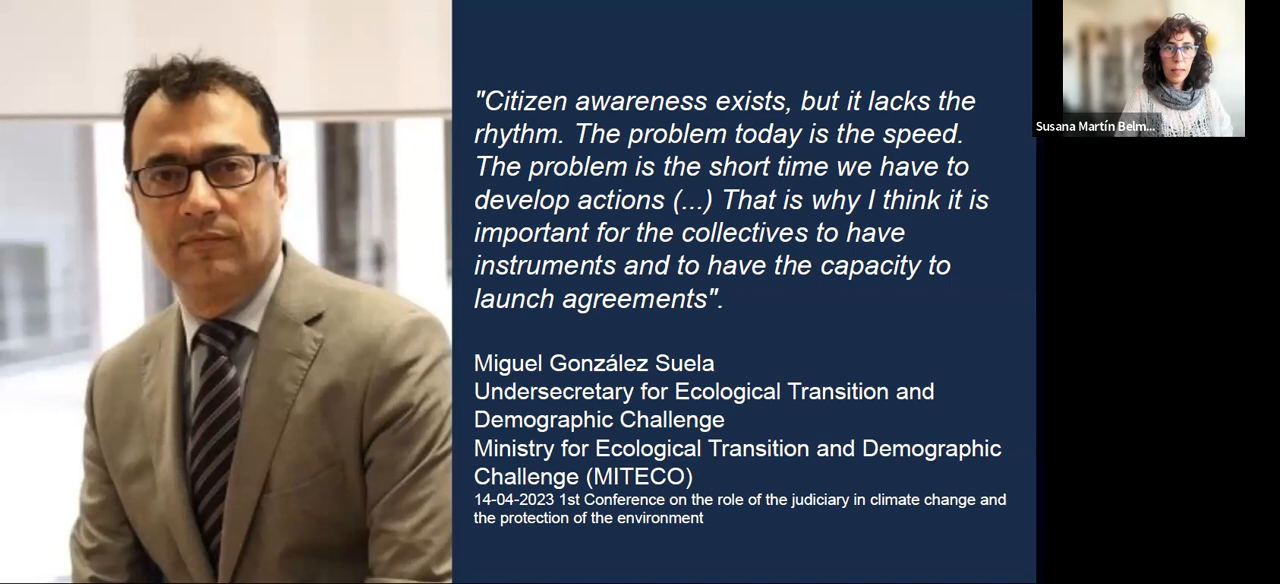 "Citizen awareness exists, but it lacks the
rhythm. The problem today is the speed.
The problem is the short time we have to
develop actions (...) That is why I think it is
important for the collectives to have
instruments and to have the capacity to
launch agreements".
Miguel González Suela
Undersecretary for Ecological Transition and
Demographic Challenge
Ministry for Ecological Transition and Demographic
Challenge (MITECO)
14-04-2023 1st Conference on the role of the judiciary in climate change and
the protection of the environment
Susana Martín Belm...